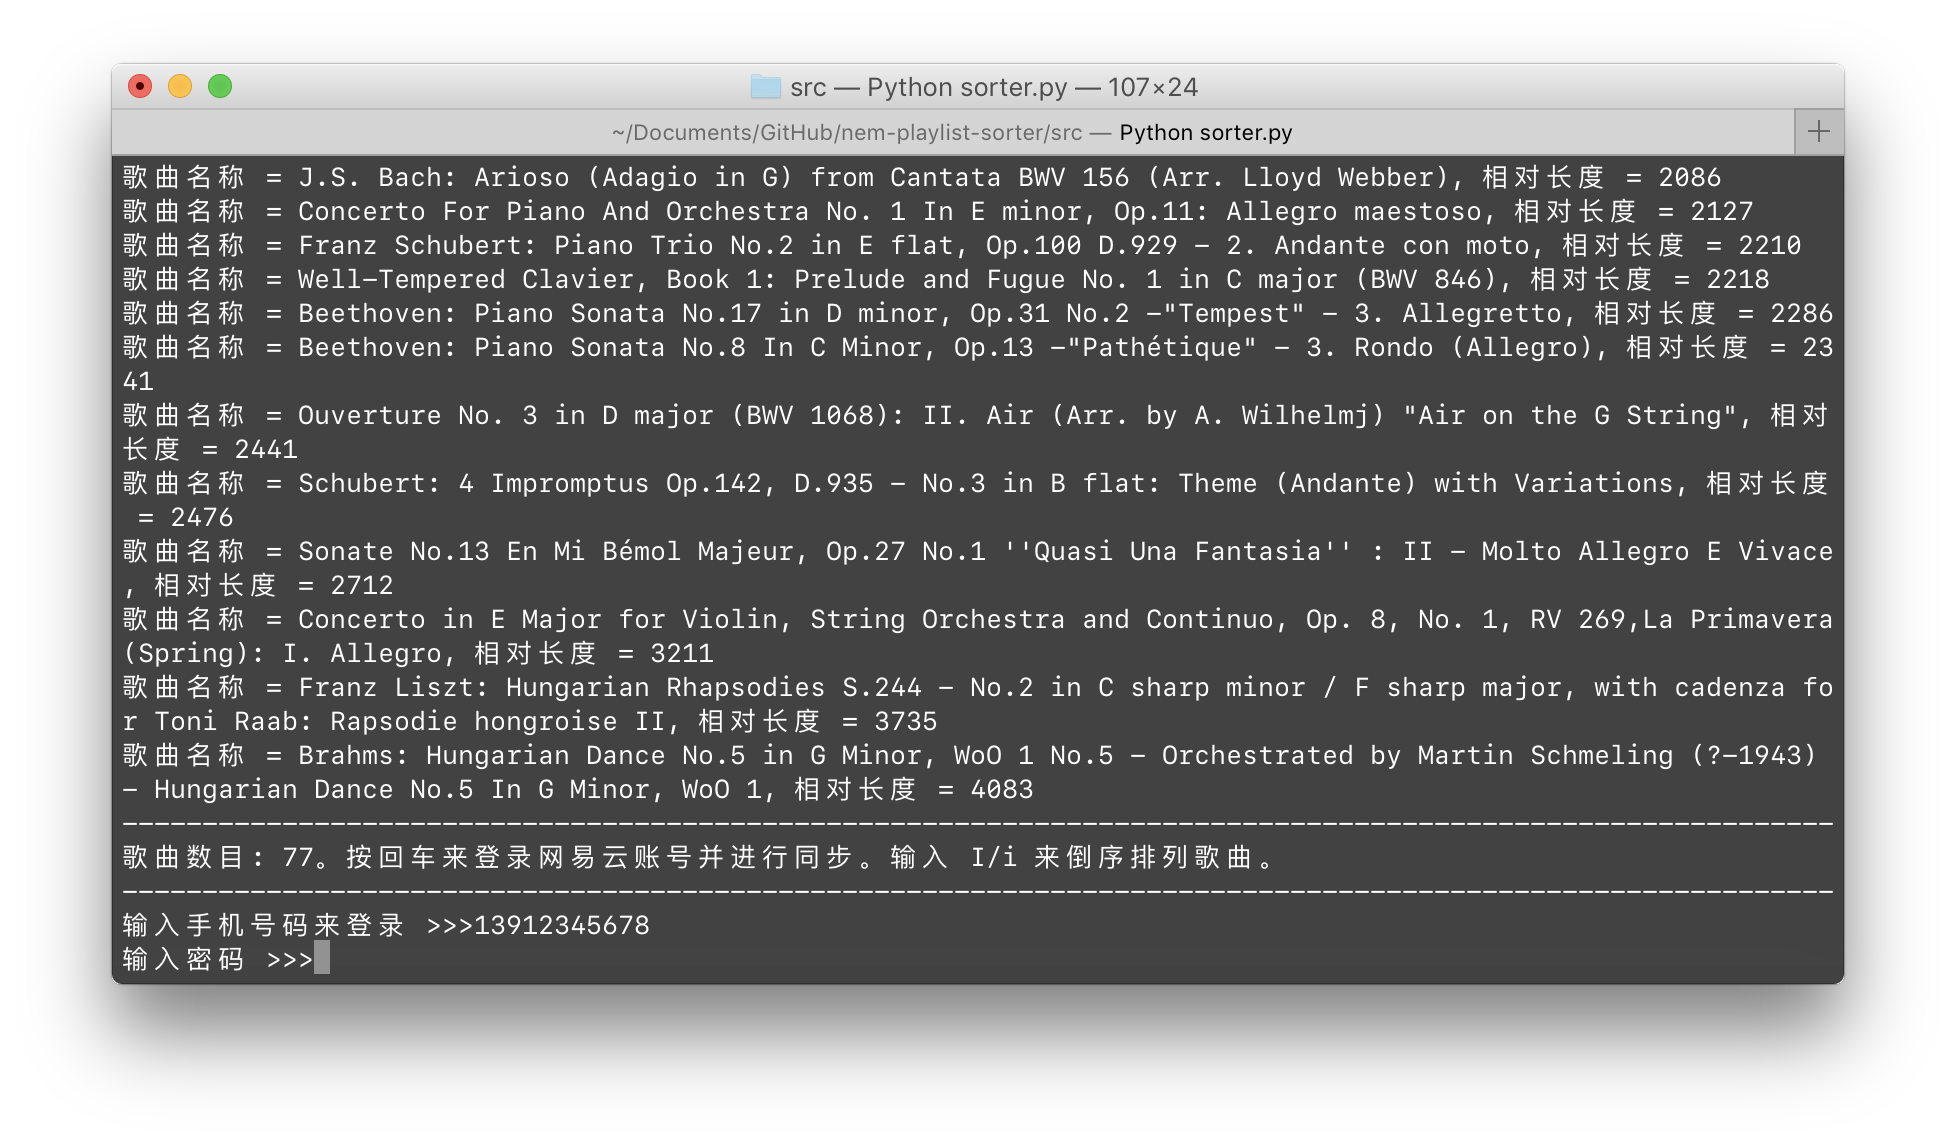 src — Python sorter.py — 107×24
~/Documents/GitHub/nem-playlist-sorter/src — Python sorter.py
歌曲名称 = J.S. Bach: Arioso (Adagio in G) from Cantata BWV 156 (Arr. Lloyd Webber), 相对长度 = 2086
歌曲名称 = Concerto For Piano And Orchestra No. 1 In E minor, Op.11: Allegro maestoso, 相对长度 = 2127
歌曲名称 = Franz Schubert: Piano Trio No.2 in E flat, Op.100 D.929 - 2. Andante con moto, 相对长度 = 2210
歌曲名称 = Well-Tempered Clavier, Book 1: Prelude and Fugue No. 1 in C major (BWV 846), 相对长度 = 2218
歌曲名称 = Beethoven: Piano Sonata No.17 in D minor, Op.31 No.2 -"Tempest" - 3. Allegretto, 相对长度 = 2286
歌曲名称 = Beethoven: Piano Sonata No.8 In C Minor, Op.13 -"Pathétique" - 3. Rondo (Allegro), 相对长度 = 23
41
歌曲名称 = Ouverture No. 3 in D major (BWV 1068): II. Air (Arr. by A. Wilhelmj) "Air on the G String", 相对
长度 = 2441
歌曲名称 = Schubert: 4 Impromptus Op.142, D.935 - No.3 in B flat: Theme (Andante) with Variations, 相对长度
 = 2476
歌曲名称 = Sonate No.13 En Mi Bémol Majeur, Op.27 No.1 ''Quasi Una Fantasia'' : II - Molto Allegro E Vivace
, 相对长度 = 2712
歌曲名称 = Concerto in E Major for Violin, String Orchestra and Continuo, Op. 8, No. 1, RV 269,La Primavera
(Spring): I. Allegro, 相对长度 = 3211
歌曲名称 = Franz Liszt: Hungarian Rhapsodies S.244 - No.2 in C sharp minor / F sharp major, with cadenza fo
r Toni Raab: Rapsodie hongroise II, 相对长度 = 3735
歌曲名称 = Brahms: Hungarian Dance No.5 in G Minor, WoO 1 No.5 - Orchestrated by Martin Schmeling (?-1943)
- Hungarian Dance No.5 In G Minor, WoO 1, 相对长度 = 4083
-----------------------------------------------------------------------------------------------------------
歌曲数目: 77。按回车来登录网易云账号并进行同步。输入 I/i 来倒序排列歌曲。
-----------------------------------------------------------------------------------------------------------
输入手机号码来登录 >>>13912345678
输入密码 >>>